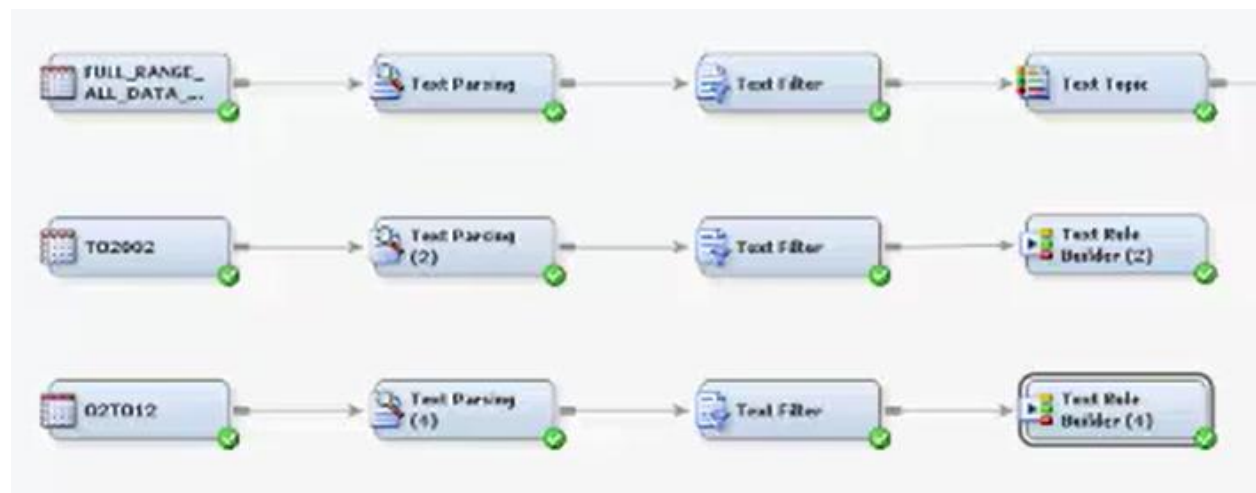 FULL_RANGE_
ALL_DATA_...
Text Parsing
Text Filter
Text Topic
TO2002
Text Parsing
(2)
Text Filter
Text Rule
Builder (2)
02TO12
Text Parsing
(4)
Text Filter
Text Rule
Builder (4)